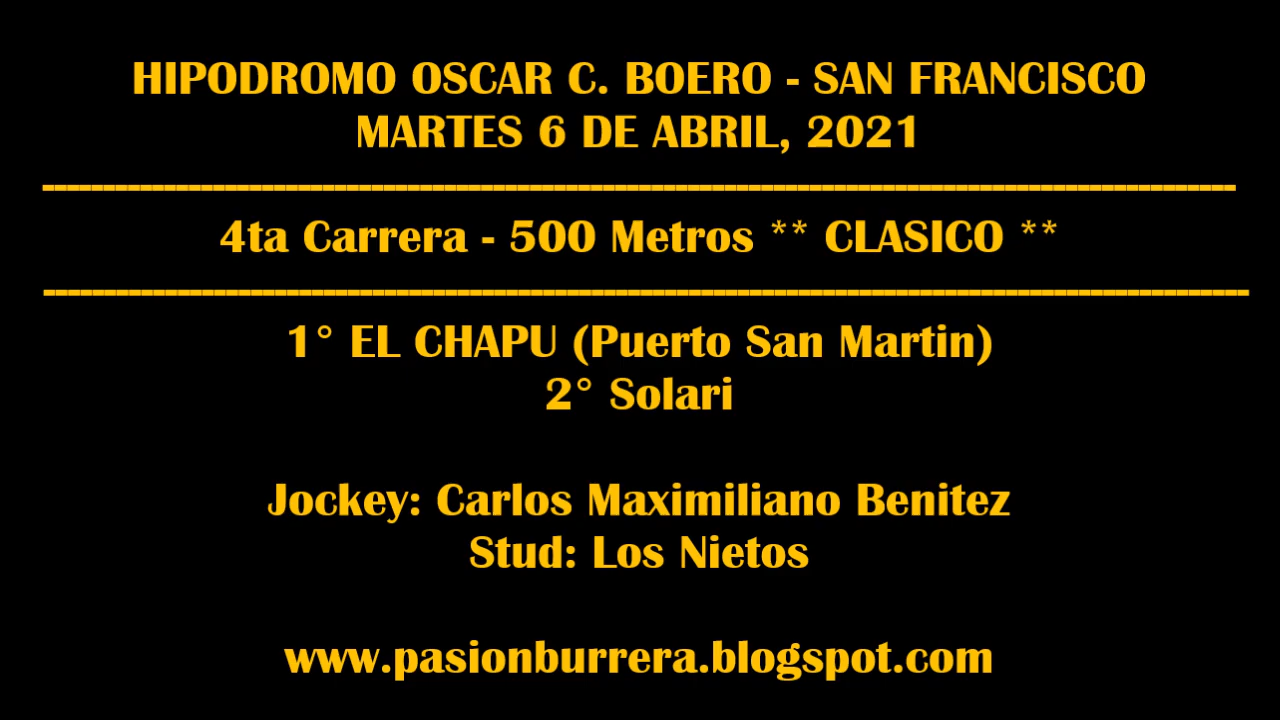 HIPODROMO OSCAR C. BOERO - SAN FRANCISCO
MARTES 6 DE ABRIL, 2021
4ta Carrera - 500 Metros ** CLASICO **
1° EL CHAPU (Puerto San Martin)
2° Solari
Jockey: Carlos Maximiliano Benitez
Stud: Los Nietos
www.pasionburrera.blogspot.com